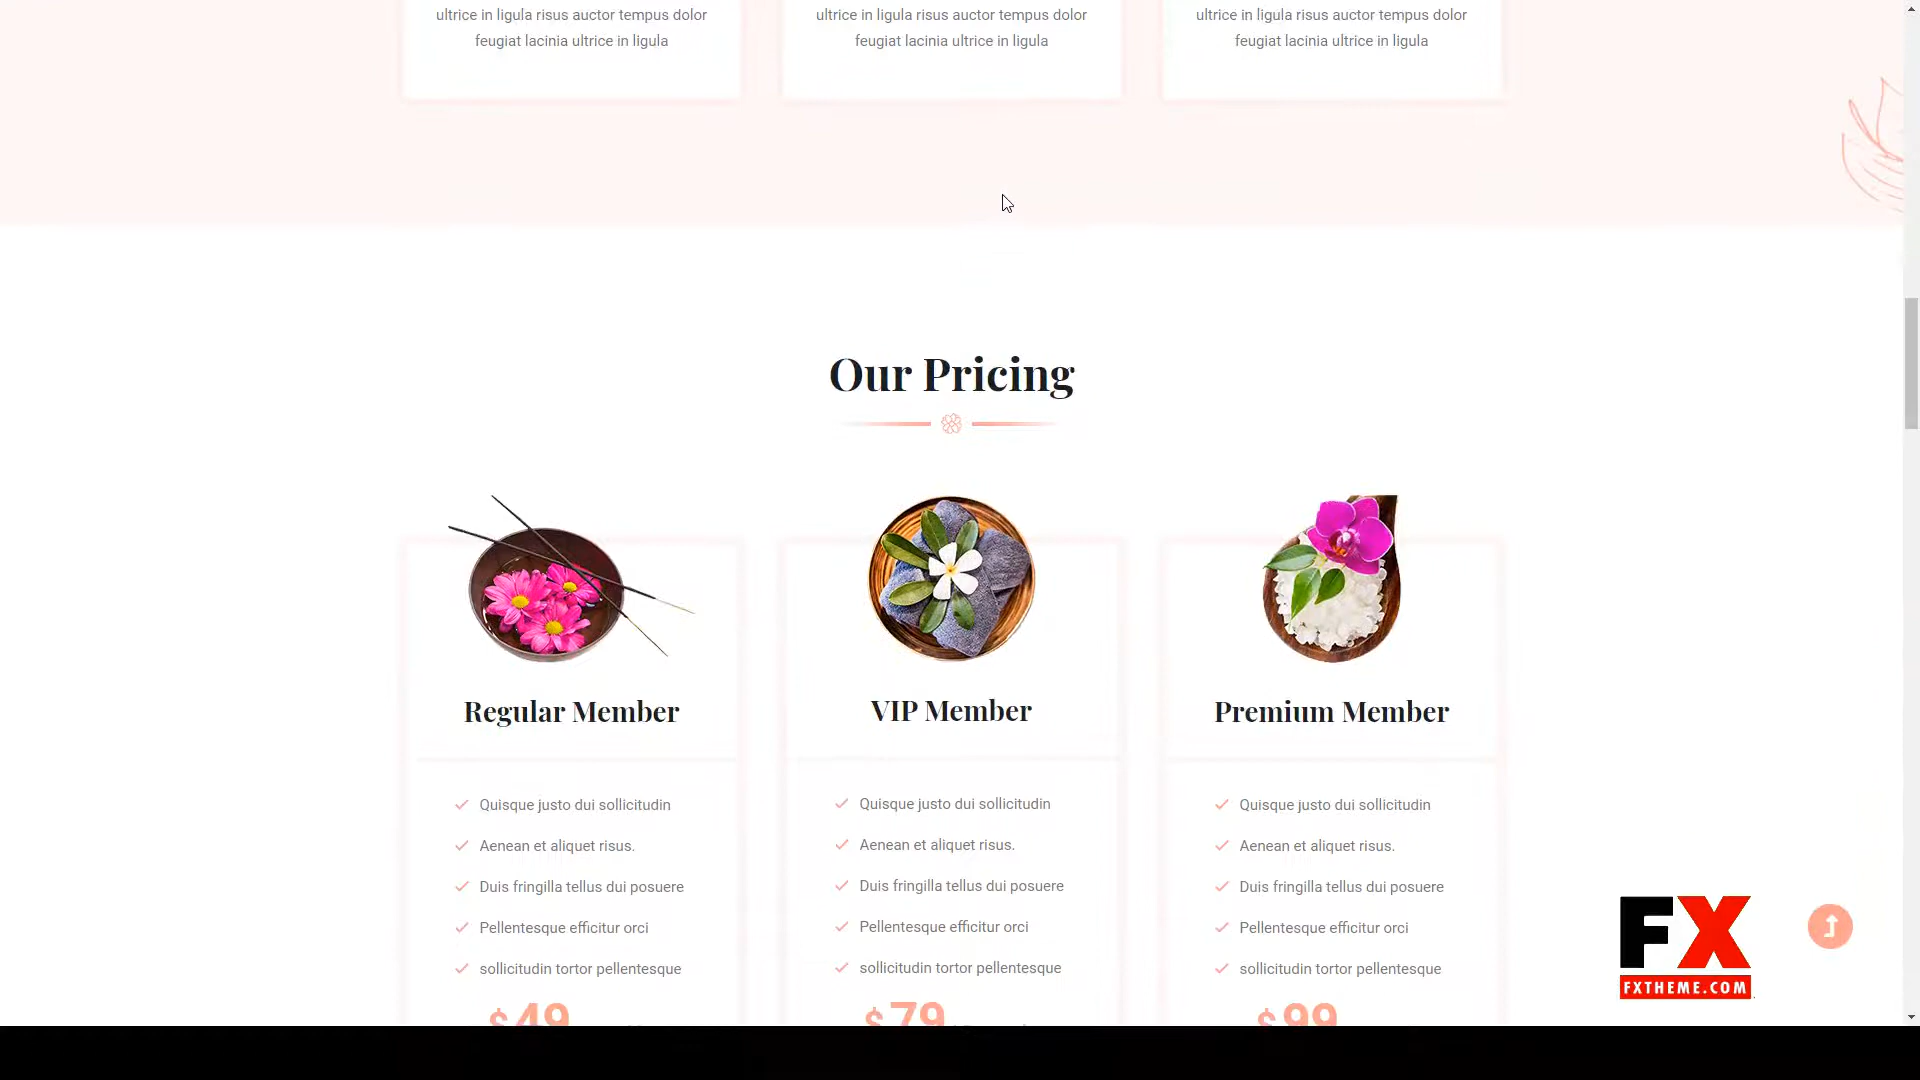 ultrice in ligula risus auctor tempus dolor
feugiat lacinia ultrice in ligula
ultrice in ligula risus auctor tempus dolor
feugiat lacinia ultrice in ligula
ultrice in ligula risus auctor tempus dolor
feugiat lacinia ultrice in ligula
Our Pricing
Regular Member
Quisque justo dui sollicitudin
Aenean et aliquet risus.
Duis fringilla tellus dui posuere
Pellentesque efficitur orci
sollicitudin tortor pellentesque
$49
VIP Member
Quisque justo dui sollicitudin
Aenean et aliquet risus.
Duis fringilla tellus dui posuere
Pellentesque efficitur orci
sollicitudin tortor pellentesque
$79
Premium Member
Quisque justo dui sollicitudin
Aenean et aliquet risus.
Duis fringilla tellus dui posuere
Pellentesque efficitur orci
sollicitudin tortor pellentesque
$99
FX
FXTHEME.COM